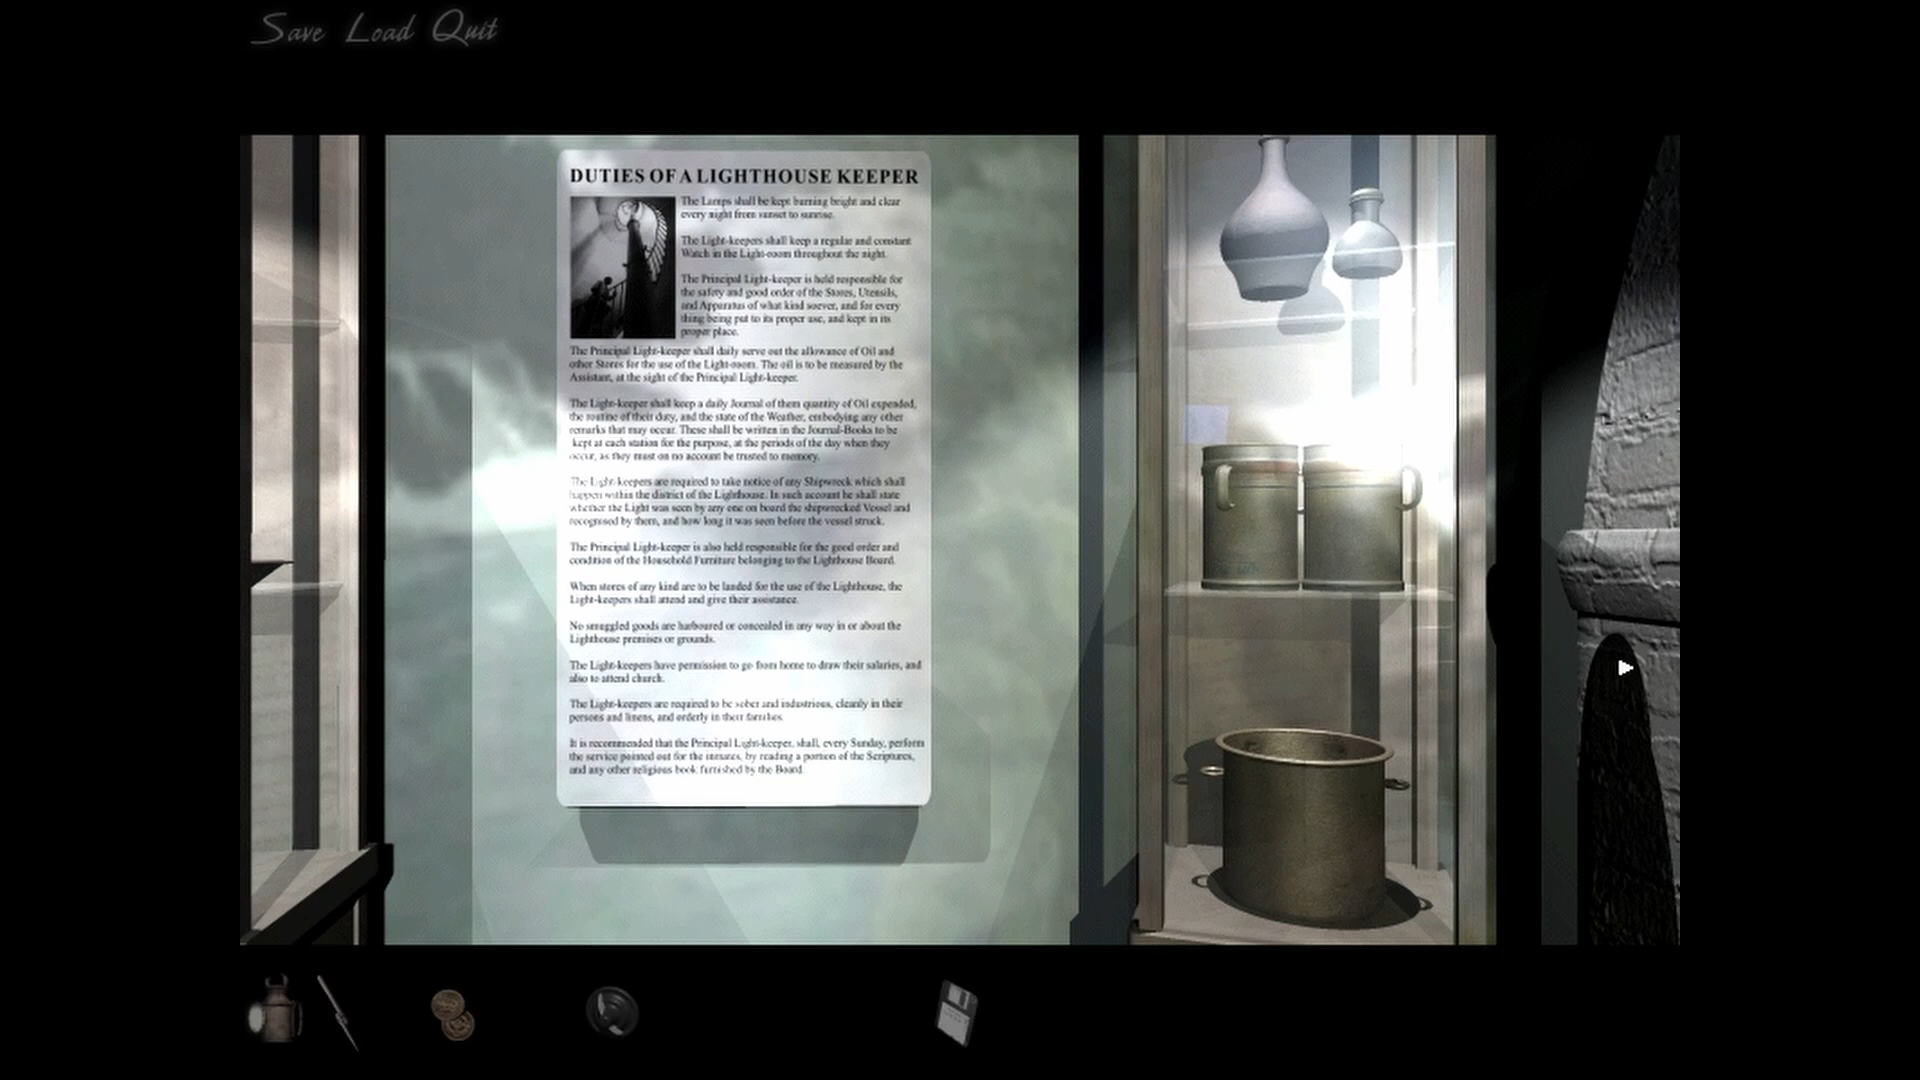 Save Load Quit
DUTIES OF A LIGHTHOUSE KEEPER
The Lamps shall be kept burning bright and clear
every night from sunset to sunrise.
The Light-keepers shall keep a regular and constant
Watch in the Light-room throughout the night.
The Principal Light-keeper is held responsible for
the safety and good order of the Stores, Utensils,
and Apparatus of what kind soever, and for every
thing being put to its proper use, and kept in its
proper place.
The Principal Light-keeper shall daily serve out the allowance of Oil and
other Stores for the use of the Light-room. The oil is to be measured by the
Assistant, at the sight of the Principal Light-keeper.
The Light-keeper shall keep a daily Journal of them quantity of Oil expended,
the routine of their duty, and the state of the Weather, embodying any other
remarks that may occur. These shall be written in the Journal-Books to be
kept at each station for the purpose, at the periods of the day when they
occur, as they must on no account be trusted to memory.
The Light-keepers are required to take notice of any Shipwreck which shall
happen within the district of the Lighthouse. In such account he shall state
whether the Light was seen by any one on board the shipwrecked Vessel and
recognised by them, and how long it was seen before the vessel struck.
The Principal Light-keeper is also held responsible for the good order and
condition of the Household Furniture belonging to the Lighthouse Board.
When stores of any kind are to be landed for the use of the Lighthouse, the
Light-keepers shall attend and give their assistance.
No smuggled goods are harboured or concealed in any way in or about the
Lighthouse premises or grounds.
The Light-keepers have permission to go from home to draw their salaries, and
also to attend church.
The Light-keepers are required to be sober and industrious, cleanly in their
persons and linens, and orderly in their families.
It is recommended that the Principal Light-keeper, shall, every Sunday, perform
the service pointed out for the inmates, by reading a portion of the Scriptures,
and any other religious book furnished by the Board.